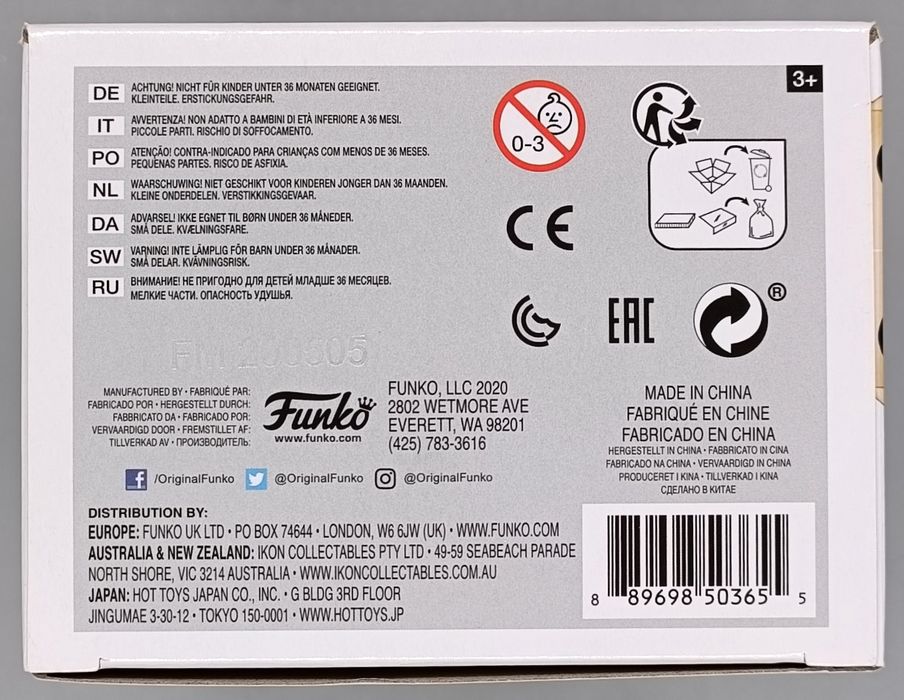 3+
DE ACHTUNG! NICHT FÜR KINDER UNTER 36 MONATEN GEEIGNET.
KLEINTEILE. ERSTICKUNGSGEFAHR.
IT AVVERTENZA! NON ADATTO A BAMBINI DI ETÀ INFERIORE A 36 MESI.
PICCOLE PARTI. RISCHIO DI SOFFOCAMENTO.
PO ATENÇÃO! CONTRA-INDICADO PARA CRIANÇAS COM MENOS DE 36 MESES.
PEQUENAS PARTES. RISCO DE ASFIXIA.
NL WAARSCHUWING! NIET GESCHIKT VOOR KINDEREN JONGER DAN 36 MAANDEN.
KLEINE ONDERDELEN. VERSTIKKINGSGEVAAR.
DA ADVARSEL! IKKE EGNET TIL BØRN UNDER 36 MÅNEDER.
SMÅ DELE. KVÆLNINGSFARE.
SW VARNING! INTE LÄMPLIG FÖR BARN UNDER 36 MÅNADER.
SMÅ DELAR. KVÄVNINGSRISK.
RU ВНИМАНИЕ! НЕ ПРИГОДНО ДЛЯ ДЕТЕЙ МЛАДШЕ 36 МЕСЯЦЕВ.
МЕЛКИЕ ЧАСТИ. ОПАСНОСТЬ УДУШЬЯ.
0-3
CE
EAC
®
MANUFACTURED BY • FABRIQUÉ PAR:
FABRICADO POR • HERGESTELLT DURCH:
FABBRICATO DA • FABRICADO POR:
VERVAARDIGD DOOR • FREMSTILLET AF:
TILLVERKAD AV • ПРОИЗВОДИТЕЛЬ:
Funko
www.funko.com
FUNKO, LLC 2020
2802 WETMORE AVE
EVERETT, WA 98201
(425) 783-3616
/OriginalFunko @OriginalFunko @OriginalFunko
MADE IN CHINA
FABRIQUÉ EN CHINE
FABRICADO EN CHINA
HERGESTELLT IN CHINA • FABBRICATO IN CINA
FABRICADO NA CHINA • VERVAARDIGD IN CHINA
PRODUCERET I KINA • TILLVERKAD I KINA
СДЕЛАНО В КИТАЕ
DISTRIBUTION BY:
EUROPE: FUNKO UK LTD • PO BOX 74644 • LONDON, W6 6JW (UK) • WWW.FUNKO.COM
AUSTRALIA & NEW ZEALAND: IKON COLLECTABLES PTY LTD • 49-59 SEABEACH PARADE
NORTH SHORE, VIC 3214 AUSTRALIA • WWW.IKONCOLLECTABLES.COM.AU
JAPAN: HOT TOYS JAPAN CO., INC. • G BLDG 3RD FLOOR
JINGUMAE 3-30-12 • TOKYO 150-0001 • WWW.HOTTOYS.JP
8 89698 50365 5